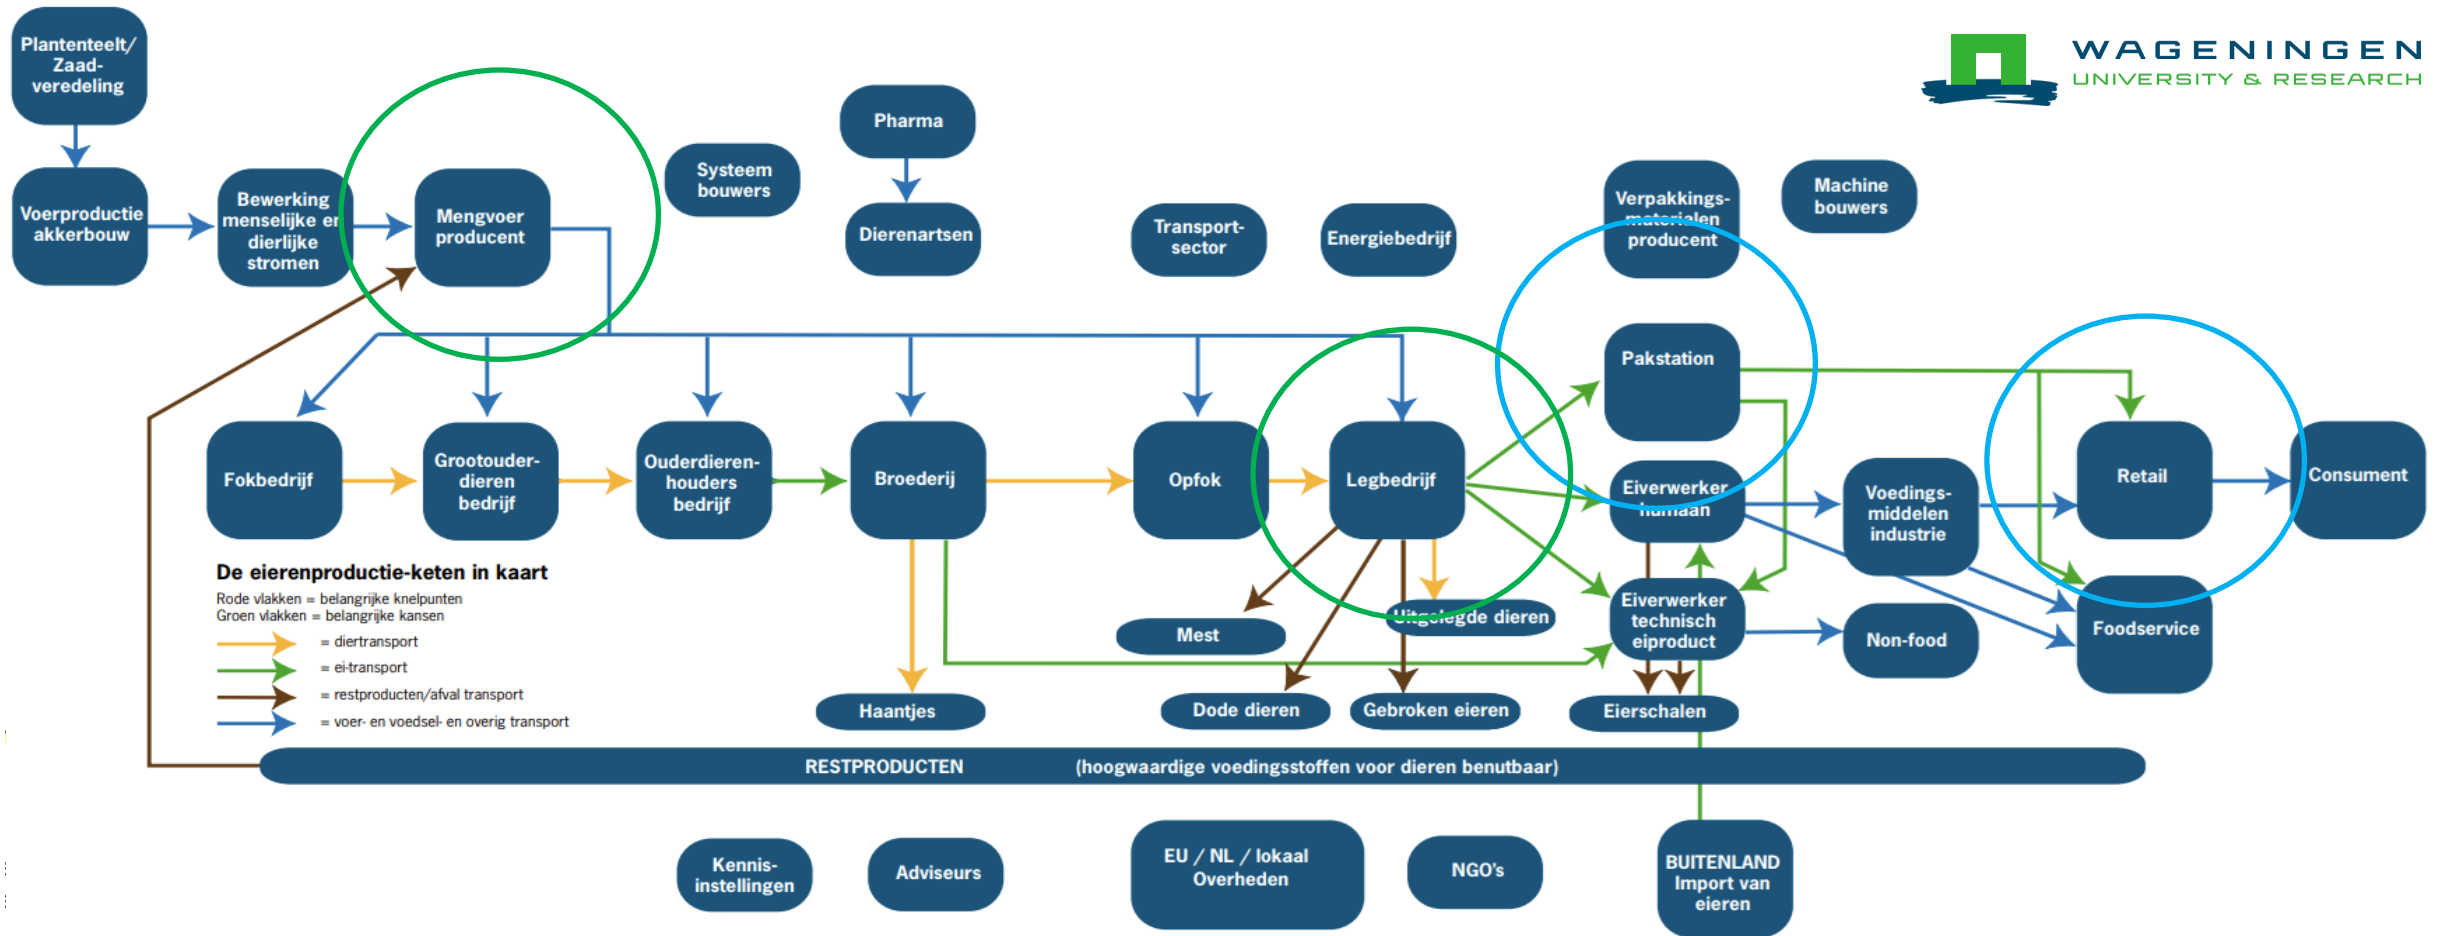 Plantenteelt/
Zaad-
veredeling
WAGENINGEN
UNIVERSITY & RESEARCH
Pharma
Systeem
bouwers
Voerproductie
akkerbouw
Bewerking
menselijke en
dierlijke
stromen
Mengvoer
producent
Dierenartsen
Transport-
sector
Energiebedrijf
Verpakkings-
materialen
producent
Machine
bouwers
Pakstation
Fokbedrijf
Grootouder-
dieren
bedrijf
Ouderdieren-
houders
bedrijf
Broederij
Opfok
Legbedrijf
Eiverwerker
humaan
Voedings-
middelen
industrie
Retail
Consument
De eierenproductie-keten in kaart
Rode vlakken = belangrijke knelpunten
Groen vlakken = belangrijke kansen
= diertransport
= ei-transport
= restproducten/afval transport
= voer- en voedsel- en overig transport
Mest
Uitgelegde dieren
Eiverwerker
technisch
eiproduct
Non-food
Foodservice
Haantjes
Dode dieren
Gebroken eieren
Eierschalen
RESTPRODUCTEN (hoogwaardige voedingsstoffen voor dieren benutbaar)
Kennis-
instellingen
Adviseurs
EU / NL / lokaal
Overheden
NGO's
BUITENLAND
Import van
eieren